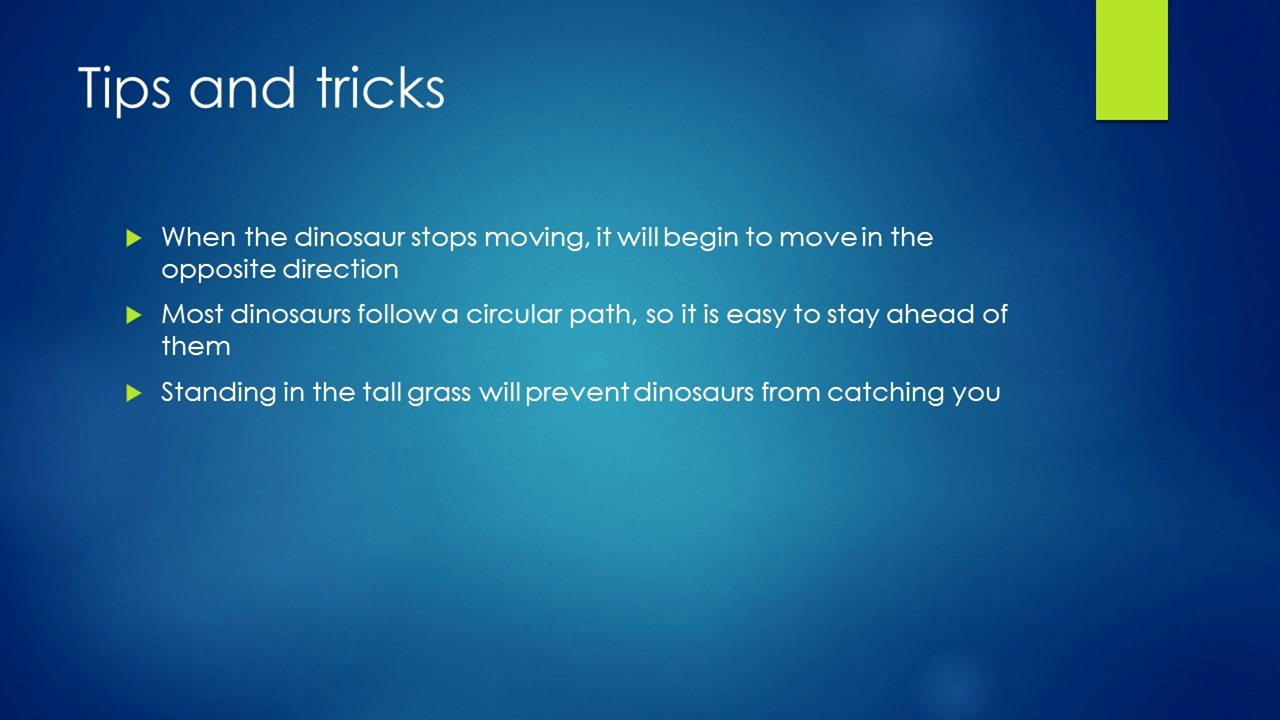 Tips and tricks
When the dinosaur stops moving, it will begin to move in the
opposite direction
Most dinosaurs follow a circular path, so it is easy to stay ahead of
them
Standing in the tall grass will prevent dinosaurs from catching you